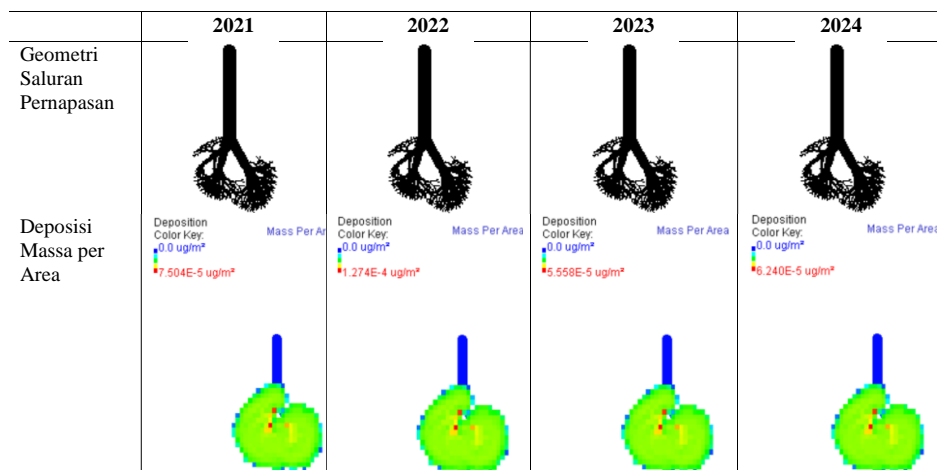 2021 2022 2023 2024
Geometri
Saluran
Pernapasan
Deposisi
Massa per
Area
Deposition
Color Key:
Mass Per Ar
0.0 ug/m²
7.504E-5 ug/m²
Deposition
Color Key:
Mass Per Area
0.0 ug/m²
1.274E-4 ug/m²
Deposition
Color Key:
Mass Per Area
0.0 ug/m²
5.558E-5 ug/m²
Deposition
Color Key:
Mass Per Area
0.0 ug/m²
6.240E-5 ug/m²